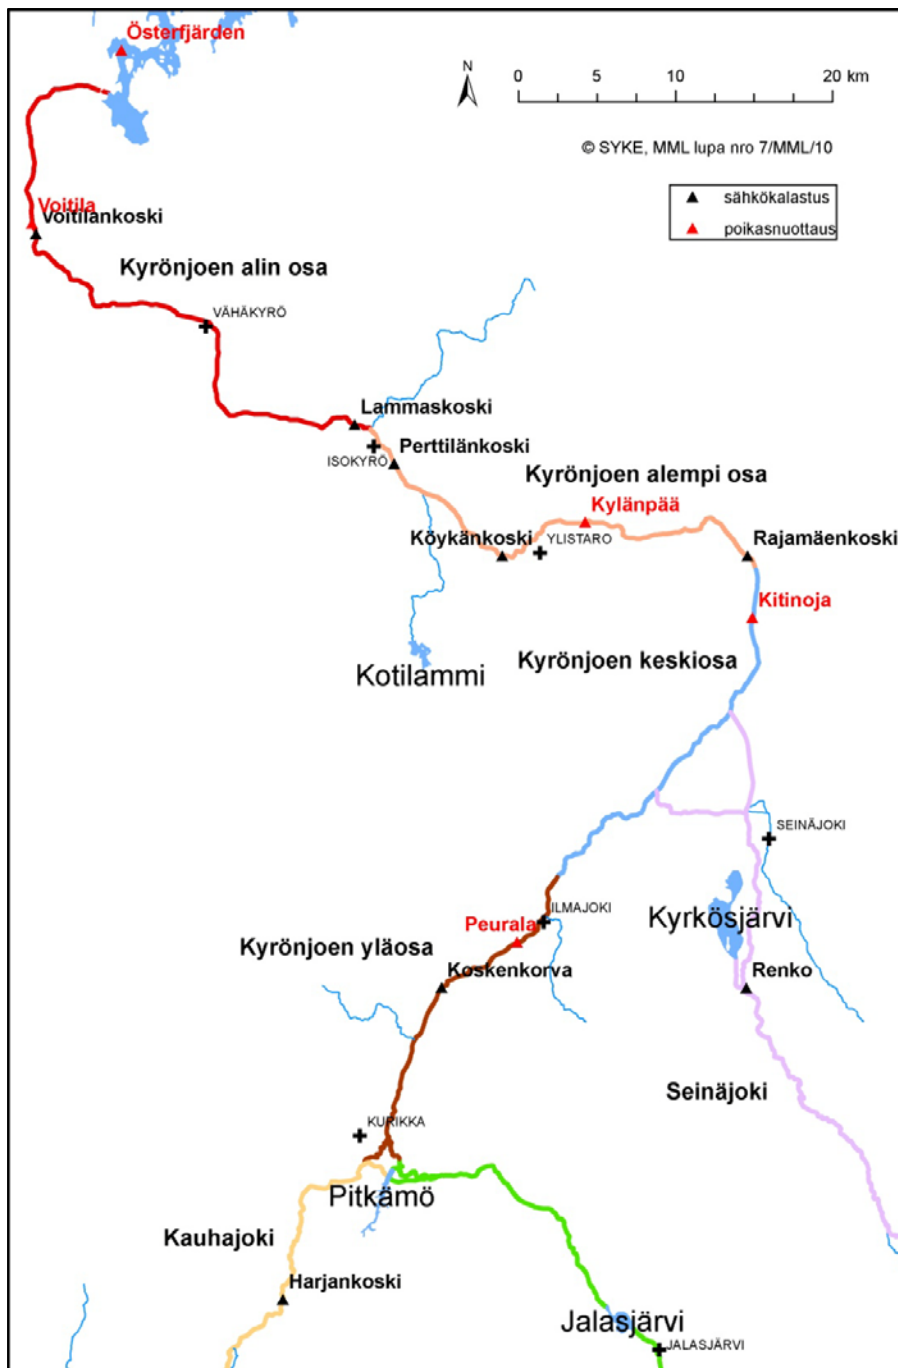 Österfjärden
N
0 5 10 20 km
© SYKE, MML lupa nro 7/MML/10
sähkökalastus
poikasnuottaus
Voitila
Voitilankoski
Kyrönjoen alin osa
VÄHÄKYRÖ
Lammaskoski
Perttilänkoski
ISOKYRÖ
Kyrönjoen alempi osa
Kylänpää
Köykänkoski
YLISTARO
Rajamäenkoski
Kitinoja
Kyrönjoen keskiosa
Kotilammi
SEINÄJOKI
ILMAJOKI
Kyrkösjärvi
Peurala
Kyrönjoen yläosa
Koskenkorva
Renko
Seinäjoki
KURIKKA
Pitkämö
Kauhajoki
Harjankoski
Jalasjärvi
JALASJÄRVI